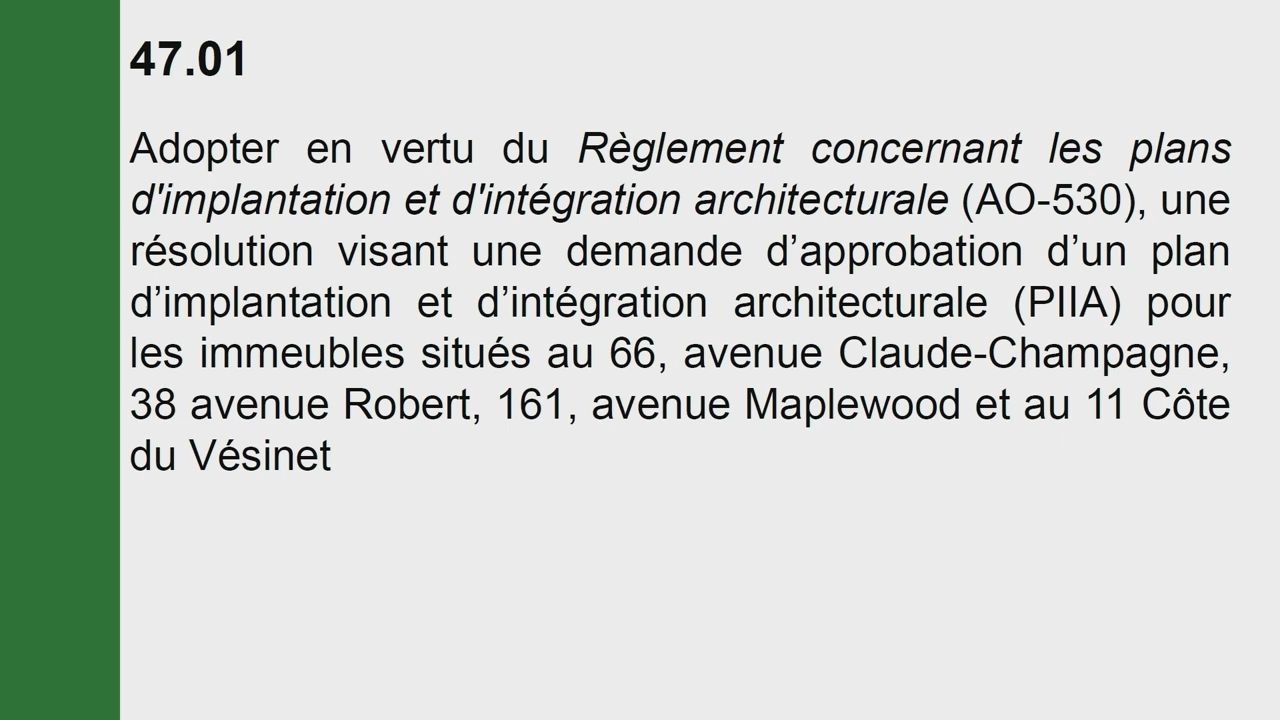 47.01
Adopter en vertu du Règlement concernant les plans
d'implantation et d'intégration architecturale (AO-530), une
résolution visant une demande d’approbation d’un plan
d’implantation et d’intégration architecturale (PIIA) pour
les immeubles situés au 66, avenue Claude-Champagne,
38 avenue Robert, 161, avenue Maplewood et au 11 Côte
du Vésinet